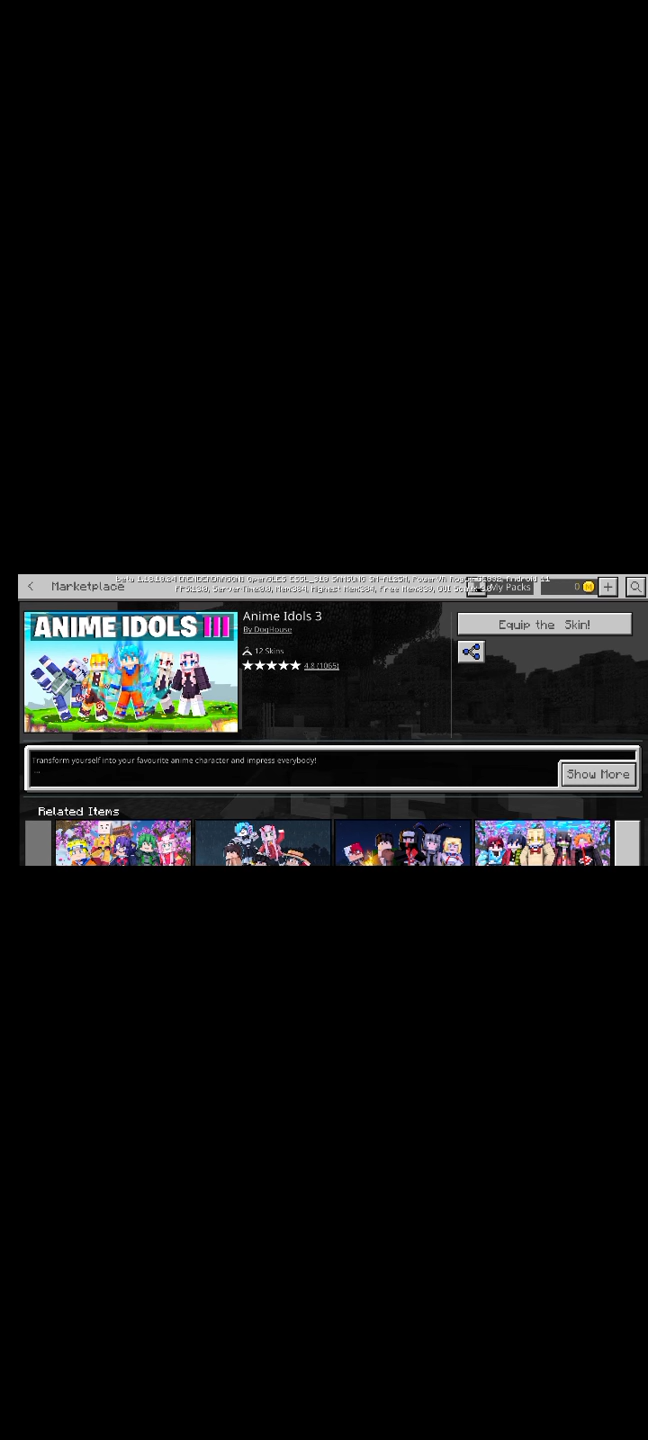 Marketplace
My Packs
0
ANIME IDOLS III
Anime Idols 3
By DogHouse
12 Skins
4.8 (1065)
Equip the Skin!
Transform yourself into your favourite anime character and impress everybody!
...
Show More
Related Items